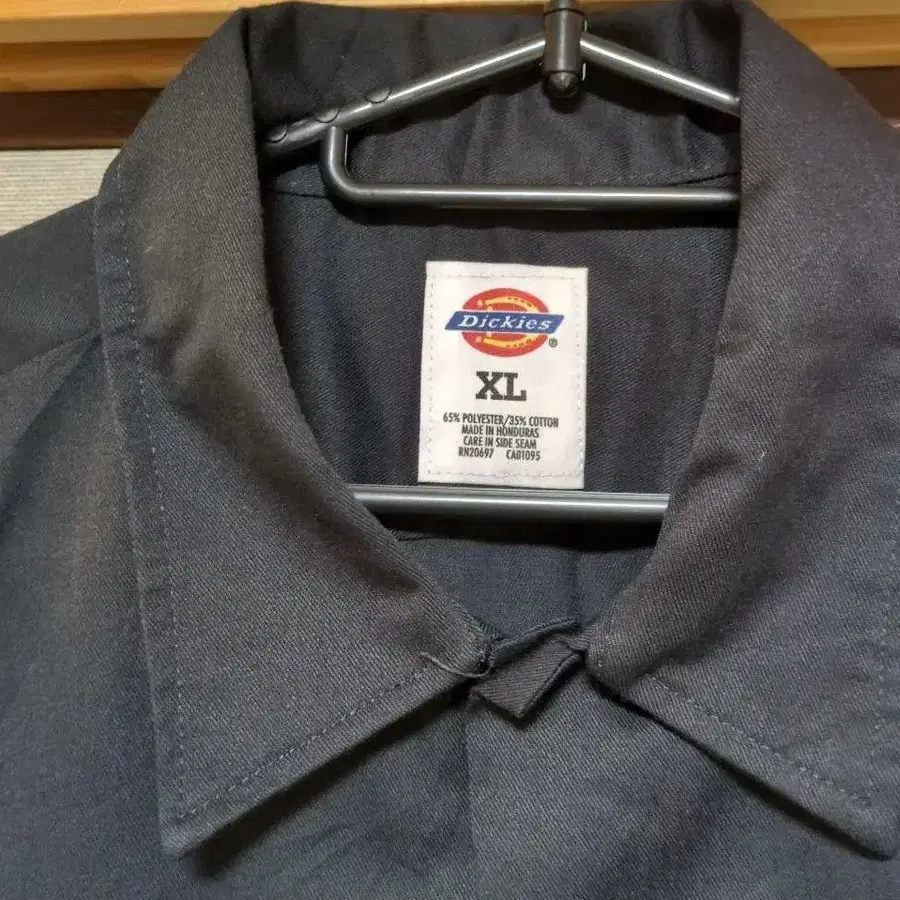 Dickies®
XL
65% POLYESTER/35% COTTON
MADE IN HONDURAS
CARE IN SIDE SEAM
RN20697 CA01095